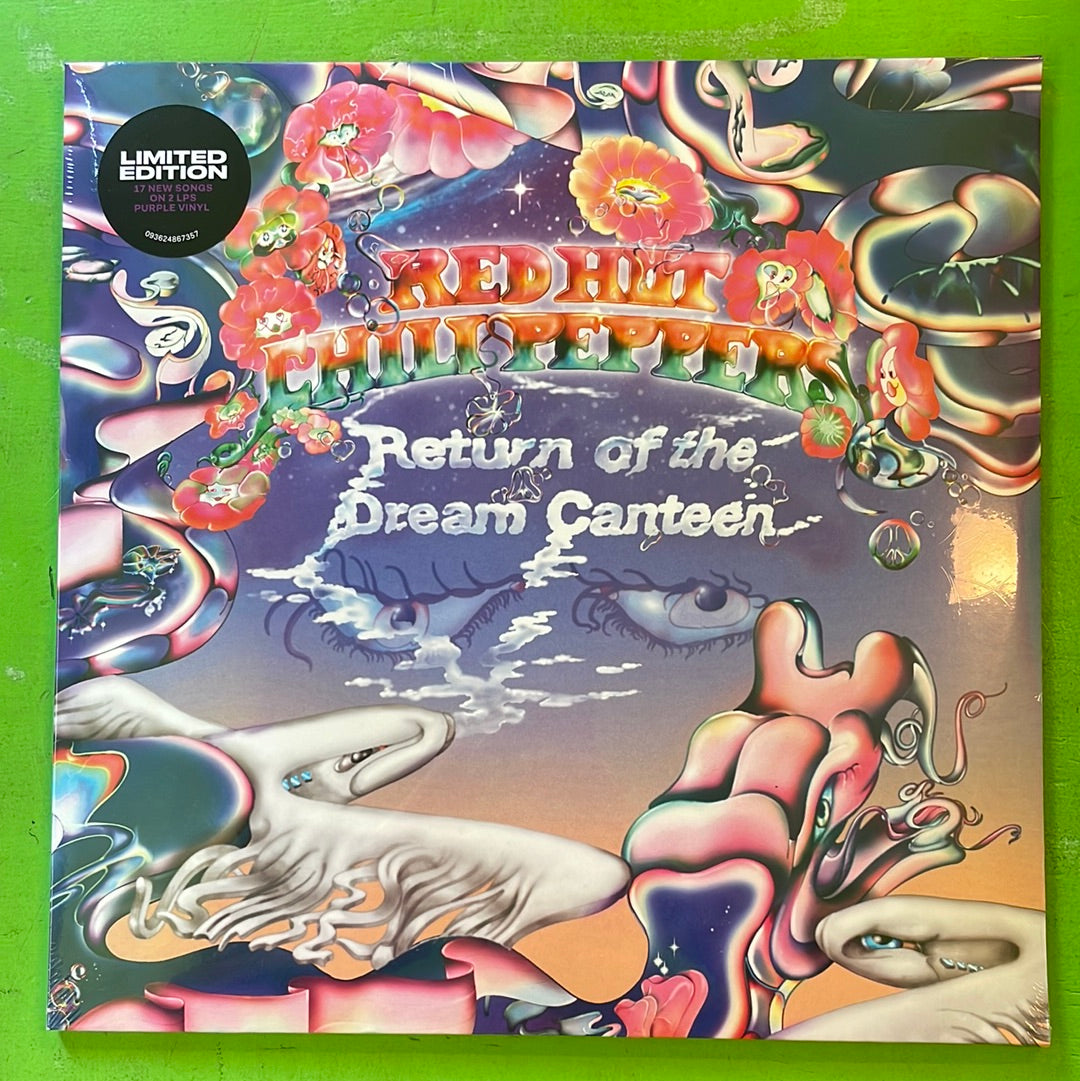 LIMITED
EDITION
17 NEW SONGS
ON 2 LPS
PURPLE VINYL
093624867357
RED HOT
CHILI PEPPERS
Return of the
Dream Canteen